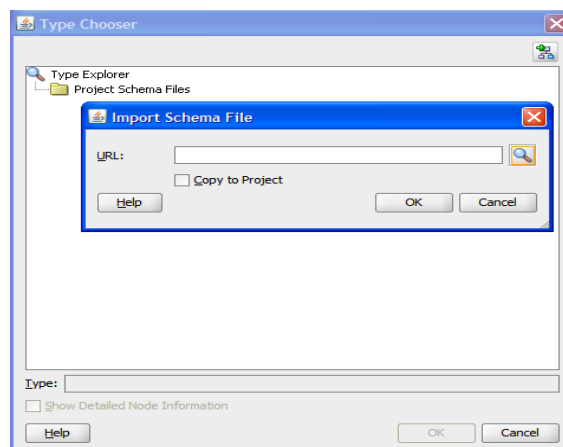 Type Chooser
Type Explorer
Project Schema Files
Import Schema File
URL:
Copy to Project
Help OK Cancel
Type:
Show Detailed Node Information
Help OK Cancel